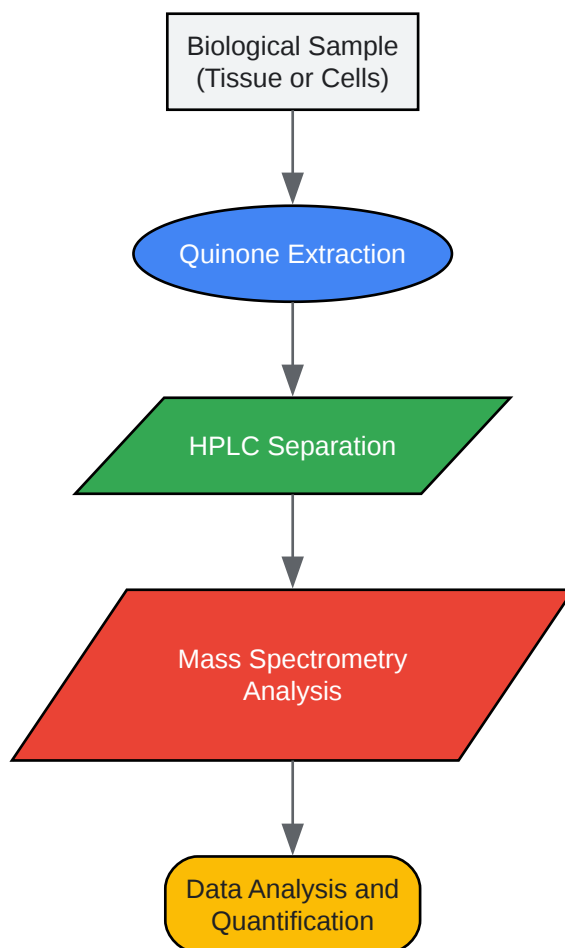 Biological Sample
(Tissue or Cells)
Quinone Extraction
HPLC Separation
Mass Spectrometry
Analysis
Data Analysis and
Quantification